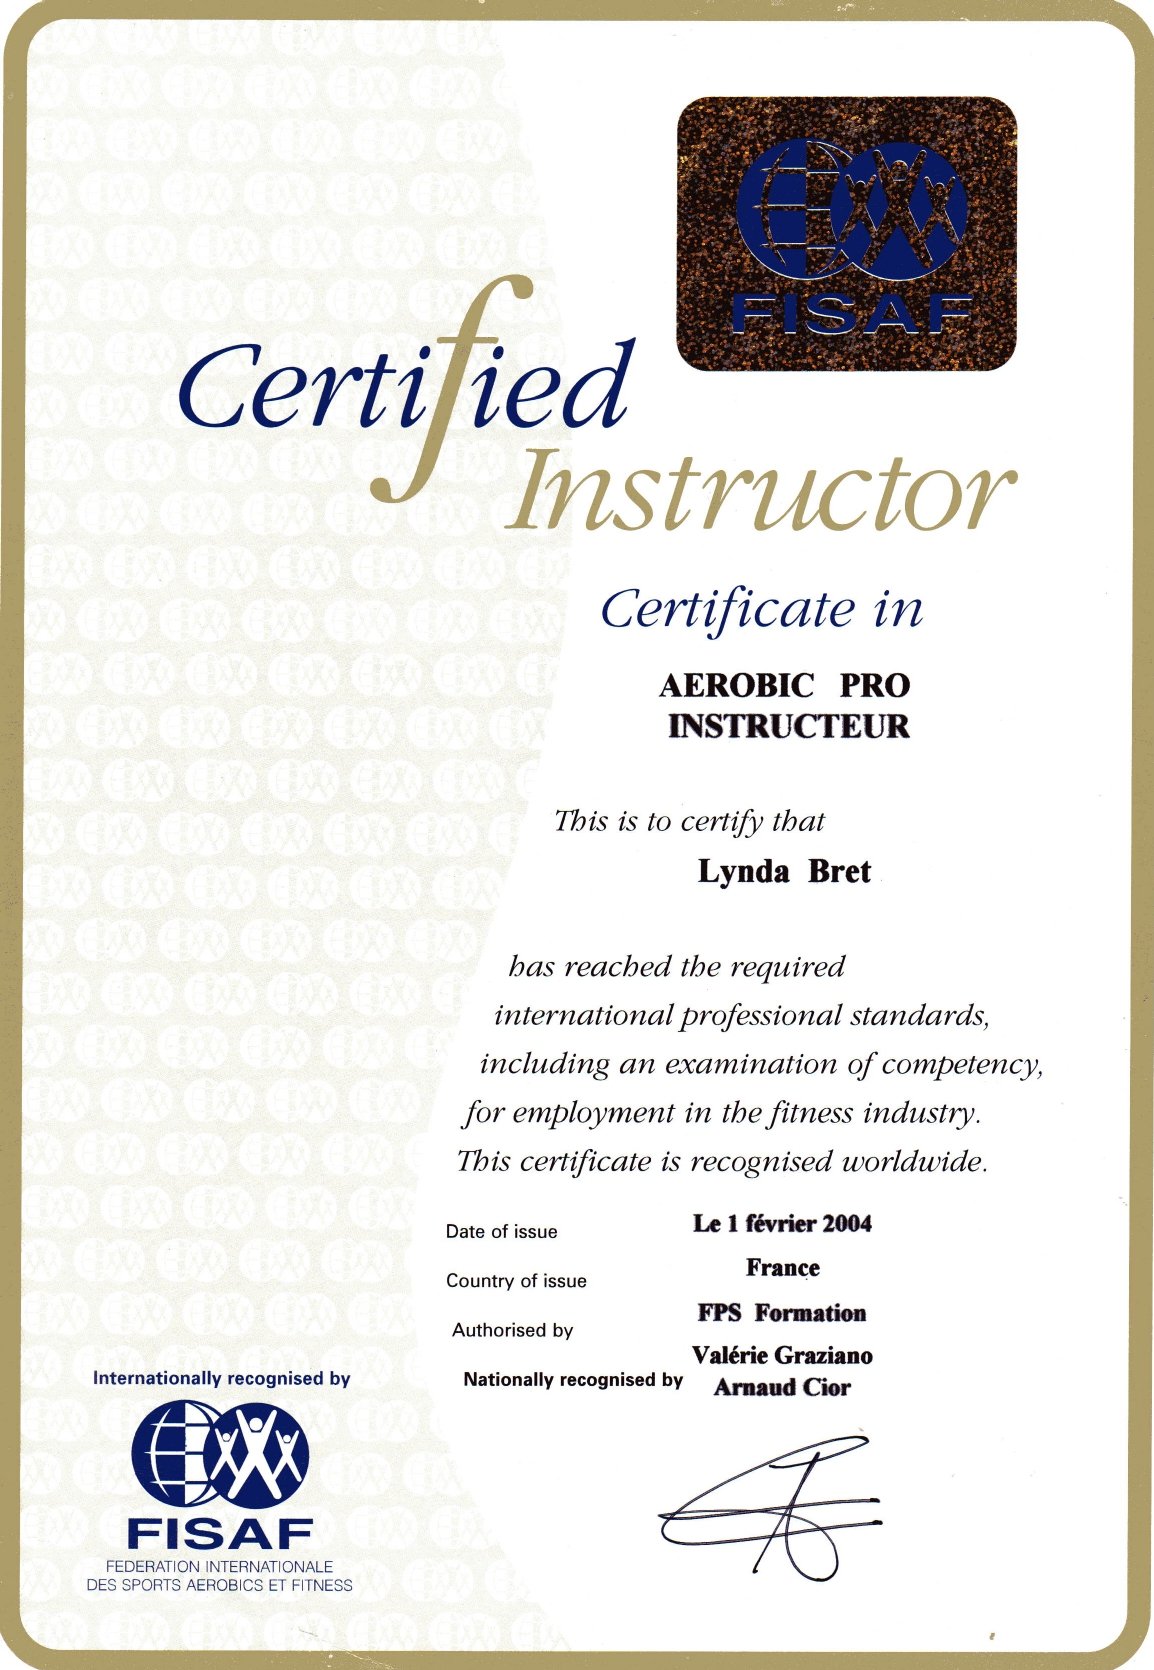 FISAF
Certified
Instructor
Certificate in
AEROBIC PRO
INSTRUCTEUR
This is to certify that
Lynda Bret
has reached the required
international professional standards,
including an examination of competency,
for employment in the fitness industry.
This certificate is recognised worldwide.
Date of issue Le 1 février 2004
Country of issue France
Authorised by FPS Formation
Valérie Graziano
Nationally recognised by Arnaud Cior
Internationally recognised by
FISAF
FEDERATION INTERNATIONALE
DES SPORTS AEROBICS ET FITNESS